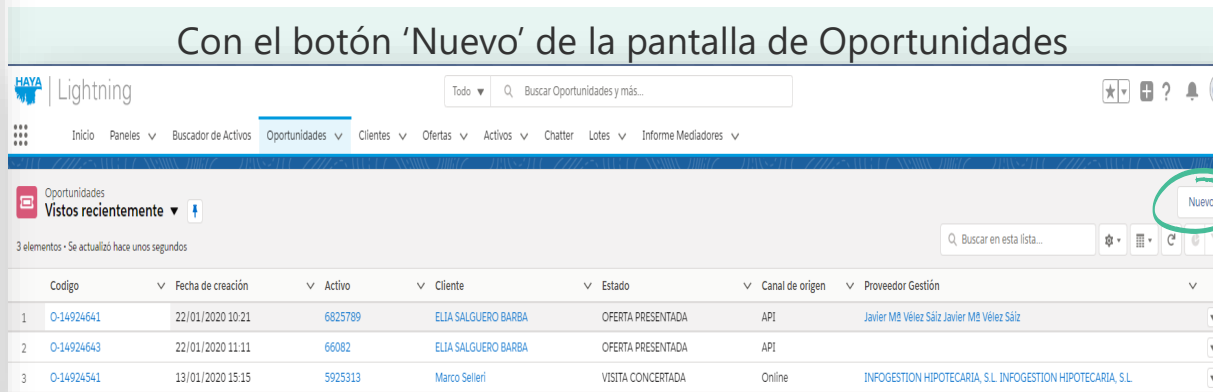 Con el botón ‘Nuevo’ de la pantalla de Oportunidades
HAYA Lightning Todo Buscar Oportunidades y más... ?
Inicio Paneles Buscador de Activos Oportunidades Clientes Ofertas Activos Chatter Lotes Informe Mediadores
Oportunidades
Vistos recientemente
Nuevo
3 elementos • Se actualizó hace unos segundos Buscar en esta lista...
Codigo Fecha de creación Activo Cliente Estado Canal de origen Proveedor Gestión
1 O-14924641 22/01/2020 10:21 6825789 ELIA SALGUERO BARBA OFERTA PRESENTADA API Javier Mª Vélez Sáiz Javier Mª Vélez Sáiz
2 O-14924643 22/01/2020 11:11 66082 ELIA SALGUERO BARBA OFERTA PRESENTADA API
3 O-14924541 13/01/2020 15:15 5925313 Marco Selleri VISITA CONCERTADA Online INFOGESTION HIPOTECARIA, S.L. INFOGESTION HIPOTECARIA, S.L.